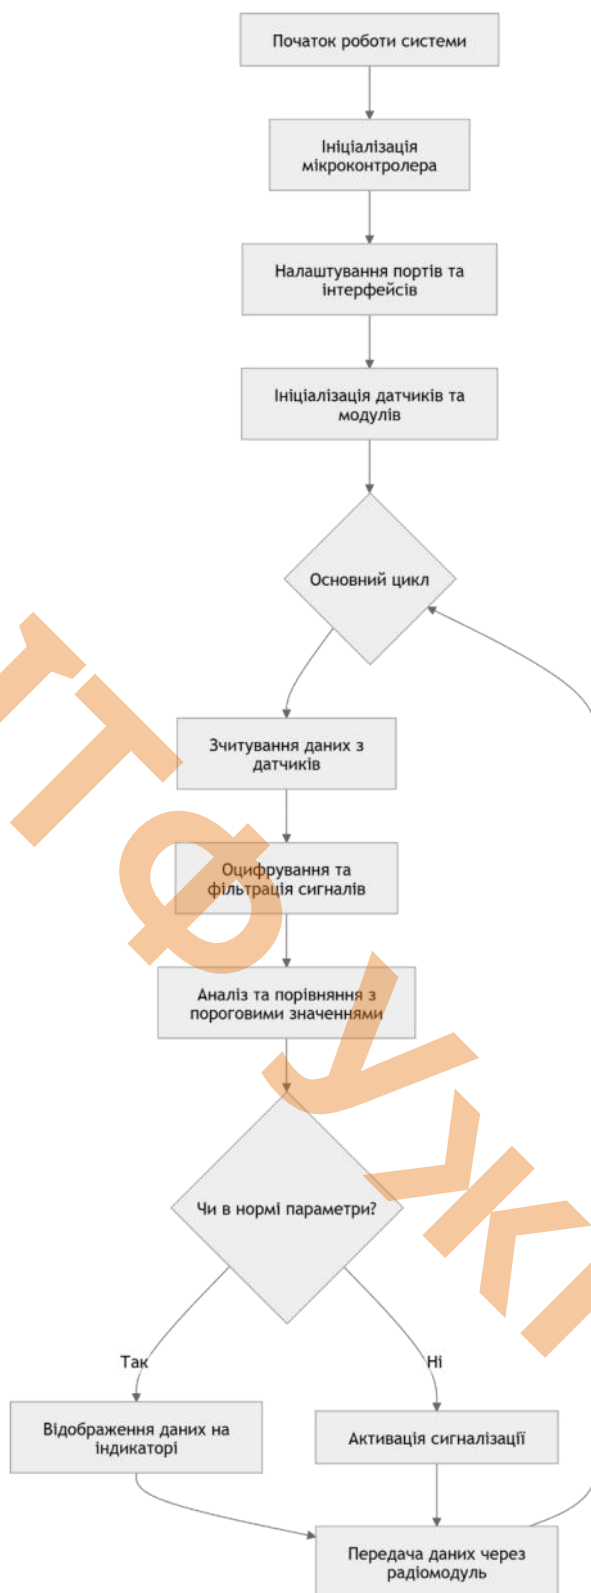 Початок роботи системи
Ініціалізація
мікроконтролера
Налаштування портів та
інтерфейсів
Ініціалізація датчиків та
модулів
Основний цикл
Зчитування даних з
датчиків
Оцифрування та
фільтрація сигналів
Аналіз та порівняння з
пороговими значеннями
Чи в нормі параметри?
Так
Ні
Відображення даних на
індикаторі
Активація сигналізації
Передача даних через
радіомодуль